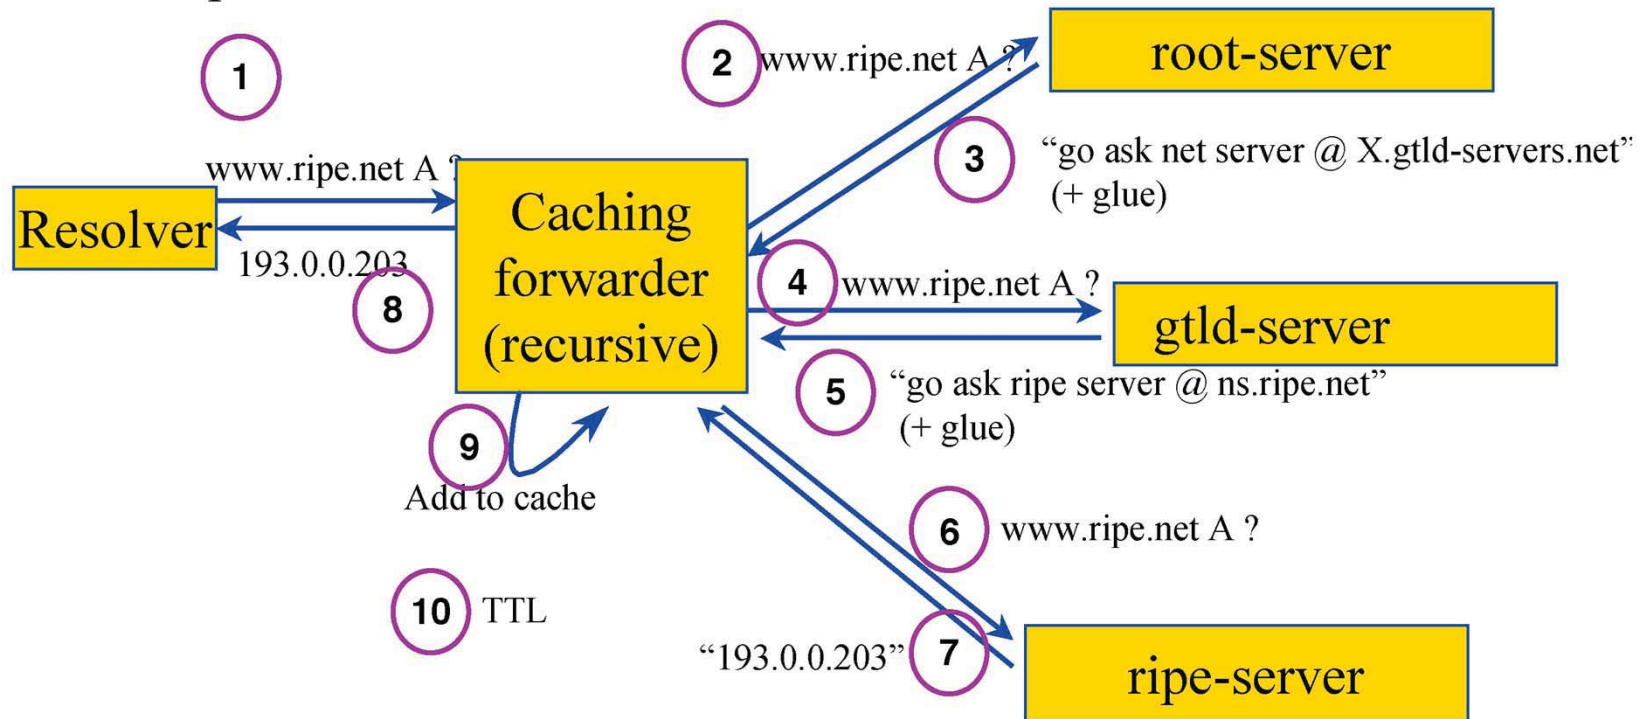 1
2
www.ripe.net A ?
root-server
3
“go ask net server @ X.gtld-servers.net”
(+ glue)
www.ripe.net A ?
Resolver
193.0.0.203
Caching
forwarder
(recursive)
4
www.ripe.net A ?
gtld-server
8
5
“go ask ripe server @ ns.ripe.net”
(+ glue)
9
Add to cache
6
www.ripe.net A ?
10
TTL
“193.0.0.203”
7
ripe-server